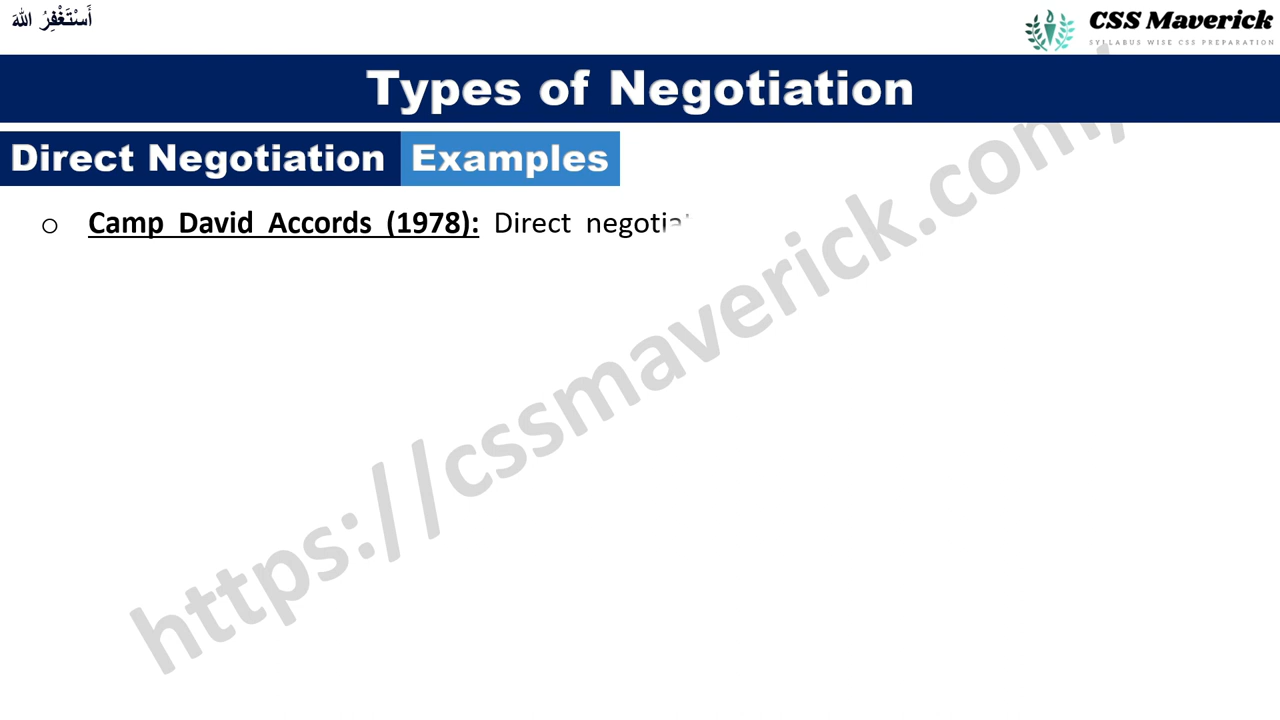 أَسْتَغْفِرُ اللهَ
CSS Maverick
SYLLABUS WISE CSS PREPARATION
Types of Negotiation
Direct Negotiation Examples
Camp David Accords (1978): Direct
https://cssmaverick.com/